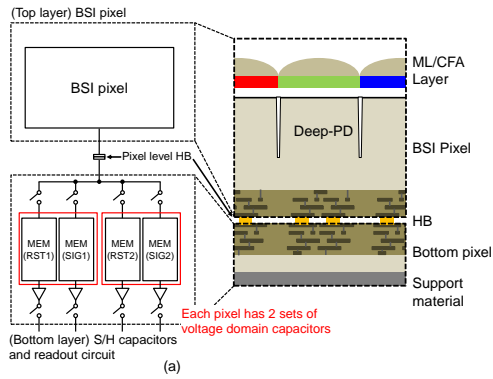 (Top layer) BSI pixel
BSI pixel
Pixel level HB
MEM
(RST1)
MEM
(SIG1)
MEM
(RST2)
MEM
(SIG2)
(Bottom layer) S/H capacitors
and readout circuit
(a)
ML/CFA
Layer
Deep-PD
BSI Pixel
HB
Bottom pixel
Support
material
Each pixel has 2 sets of
voltage domain capacitors